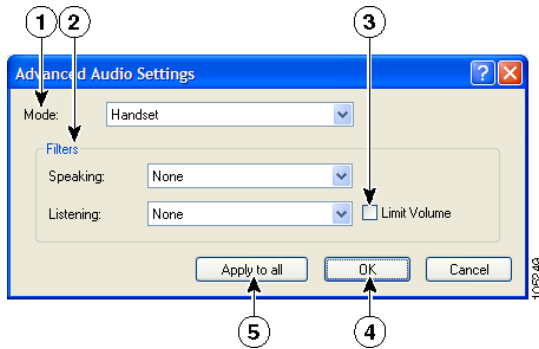 1 2 3
Advanced Audio Settings
Mode: Handset
Filters
Speaking: None
Listening: None Limit Volume
Apply to all OK Cancel
105249
5 4